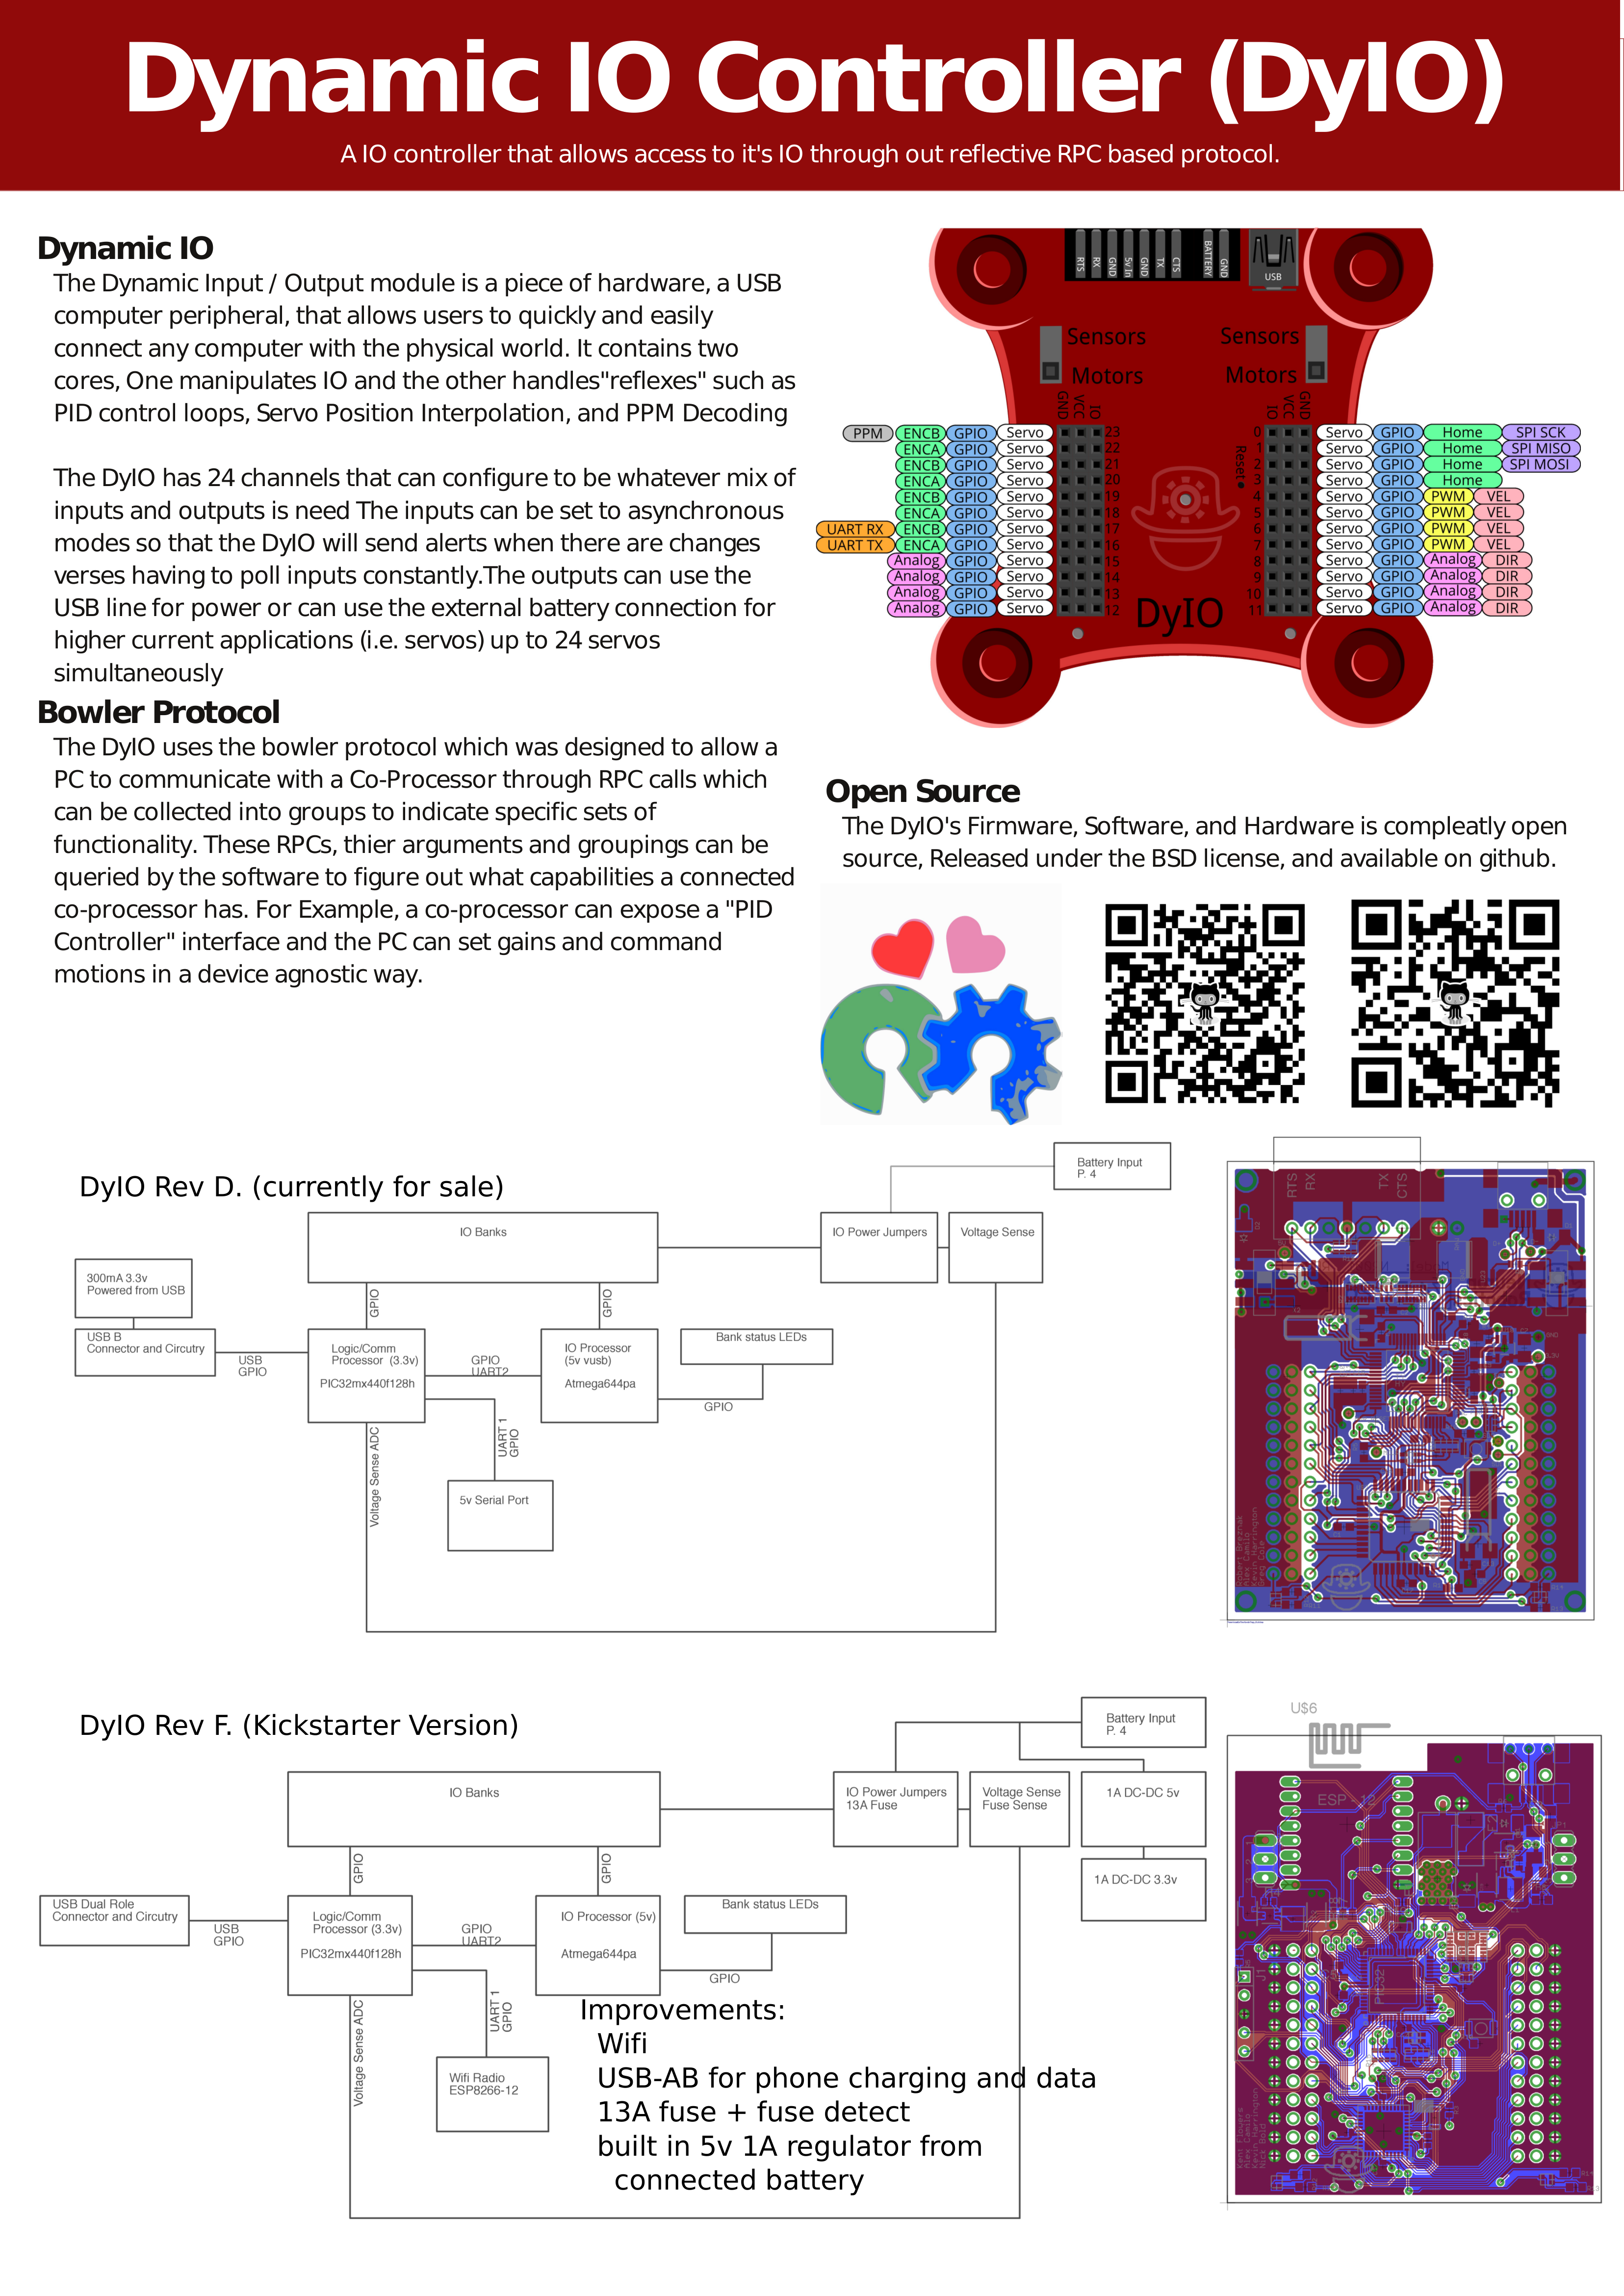 Dynamic IO Controller (DyIO)
A IO controller that allows access to it's IO through out reflective RPC based protocol.
Dynamic IO
The Dynamic Input / Output module is a piece of hardware, a USB
computer peripheral, that allows users to quickly and easily
connect any computer with the physical world. It contains two
cores, One manipulates IO and the other handles"reflexes" such as
PID control loops, Servo Position Interpolation, and PPM Decoding
The DyIO has 24 channels that can configure to be whatever mix of
inputs and outputs is need The inputs can be set to asynchronous
modes so that the DyIO will send alerts when there are changes
verses having to poll inputs constantly.The outputs can use the
USB line for power or can use the external battery connection for
higher current applications (i.e. servos) up to 24 servos
simultaneously
Bowler Protocol
The DyIO uses the bowler protocol which was designed to allow a
PC to communicate with a Co-Processor through RPC calls which
can be collected into groups to indicate specific sets of
functionality. These RPCs, thier arguments and groupings can be
queried by the software to figure out what capabilities a connected
co-processor has. For Example, a co-processor can expose a "PID
Controller" interface and the PC can set gains and command
motions in a device agnostic way.
RTS RX GND 5v In GND TX CTS BATTERY GND
USB
Sensors Sensors
Motors Motors
GND VCC IO IO VCC GND
PPM ENCB GPIO Servo 23 0 Servo GPIO Home SPI SCK
ENCA GPIO Servo 22 1 Servo GPIO Home SPI MISO
ENCB GPIO Servo 21 2 Servo GPIO Home SPI MOSI
ENCA GPIO Servo 20 3 Servo GPIO Home
ENCB GPIO Servo 19 4 Servo GPIO PWM VEL
ENCA GPIO Servo 18 5 Servo GPIO PWM VEL
UART RX ENCB GPIO Servo 17 6 Servo GPIO PWM VEL
UART TX ENCA GPIO Servo 16 7 Servo GPIO PWM VEL
Analog GPIO Servo 15 8 Servo GPIO Analog DIR
Analog GPIO Servo 14 9 Servo GPIO Analog DIR
Analog GPIO Servo 13 10 Servo GPIO Analog DIR
Analog GPIO Servo 12 11 Servo GPIO Analog DIR
Reset
DyIO
Open Source
The DyIO's Firmware, Software, and Hardware is compleatly open
source, Released under the BSD license, and available on github.
DyIO Rev D. (currently for sale)
Battery Input
P. 4
IO Banks
IO Power Jumpers
Voltage Sense
300mA 3.3v
Powered from USB
USB B
Connector and Circutry
USB
GPIO
GPIO
GPIO
Logic/Comm
Processor (3.3v)
PIC32mx440f128h
GPIO
UART2
IO Processor
(5v vusb)
Atmega644pa
Bank status LEDs
GPIO
Voltage Sense ADC
UART 1
GPIO
5v Serial Port
RTS
RX
TX
CTS
Kevin Harrington
DyIO Rev F. (Kickstarter Version)
Battery Input
P. 4
IO Banks
IO Power Jumpers
13A Fuse
Voltage Sense
Fuse Sense
1A DC-DC 5v
1A DC-DC 3.3v
USB Dual Role
Connector and Circutry
USB
GPIO
GPIO
GPIO
Logic/Comm
Processor (3.3v)
PIC32mx440f128h
GPIO
UART2
IO Processor (5v)
Atmega644pa
Bank status LEDs
GPIO
Voltage Sense ADC
UART 1
GPIO
Wifi Radio
ESP8266-12
Improvements:
Wifi
USB-AB for phone charging and data
13A fuse + fuse detect
built in 5v 1A regulator from
connected battery
U$6
ESP-12
J1
PIC32
Kevin Harrington